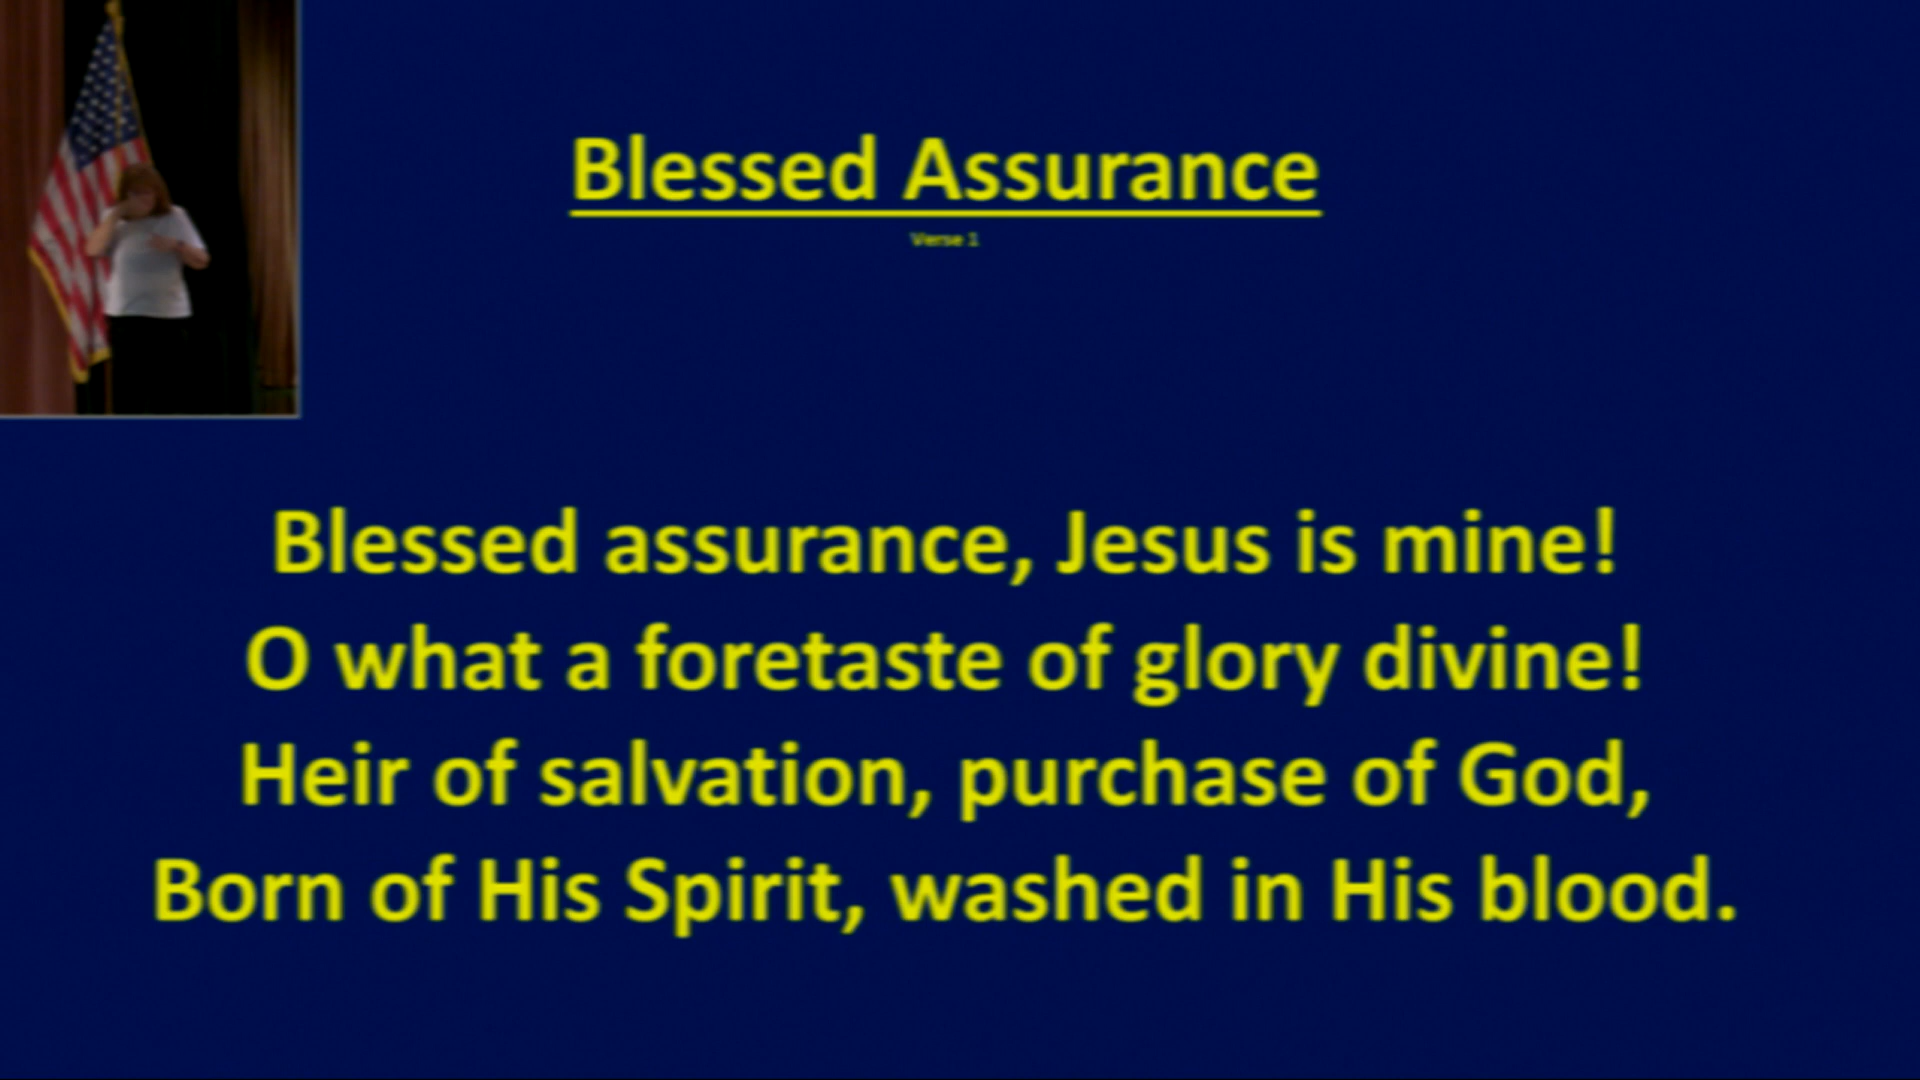 Blessed Assurance
Verse 1
Blessed assurance, Jesus is mine!
O what a foretaste of glory divine!
Heir of salvation, purchase of God,
Born of His Spirit, washed in His blood.